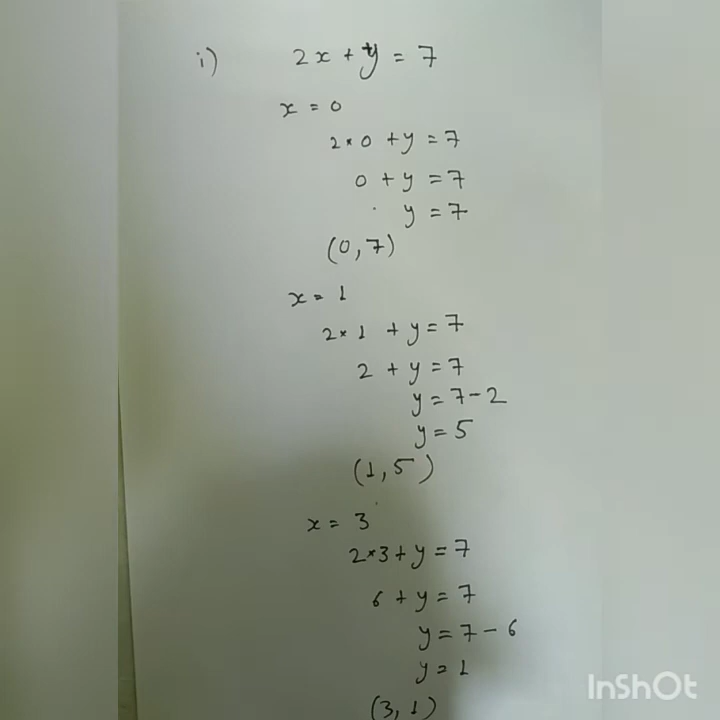 i) 2x + y = 7
x = 0
2*0 + y = 7
0 + y = 7
y = 7
(0, 7)
x = 1
2*1 + y = 7
2 + y = 7
y = 7 - 2
y = 5
(1, 5)
x = 3
2*3 + y = 7
6 + y = 7
y = 7 - 6
y = 1
(3, 1)
InShOt